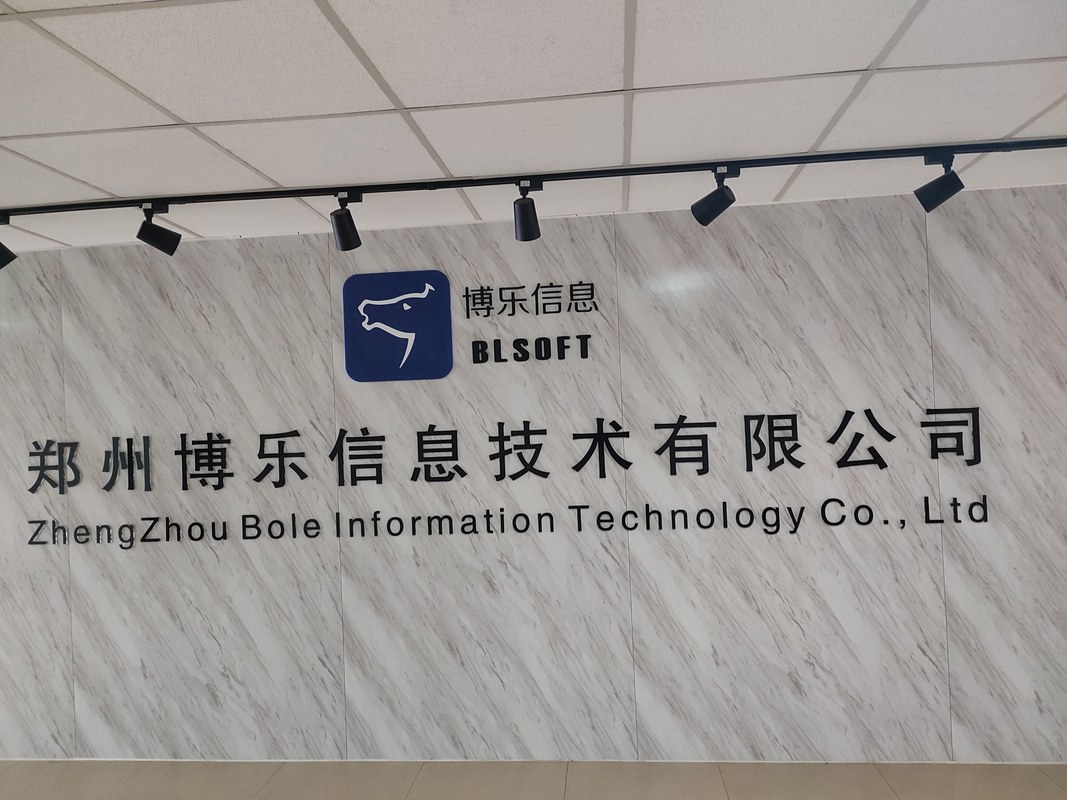 博乐信息
BLSOFT
郑州博乐信息技术有限公司
ZhengZhou Bole Information Technology Co., Ltd